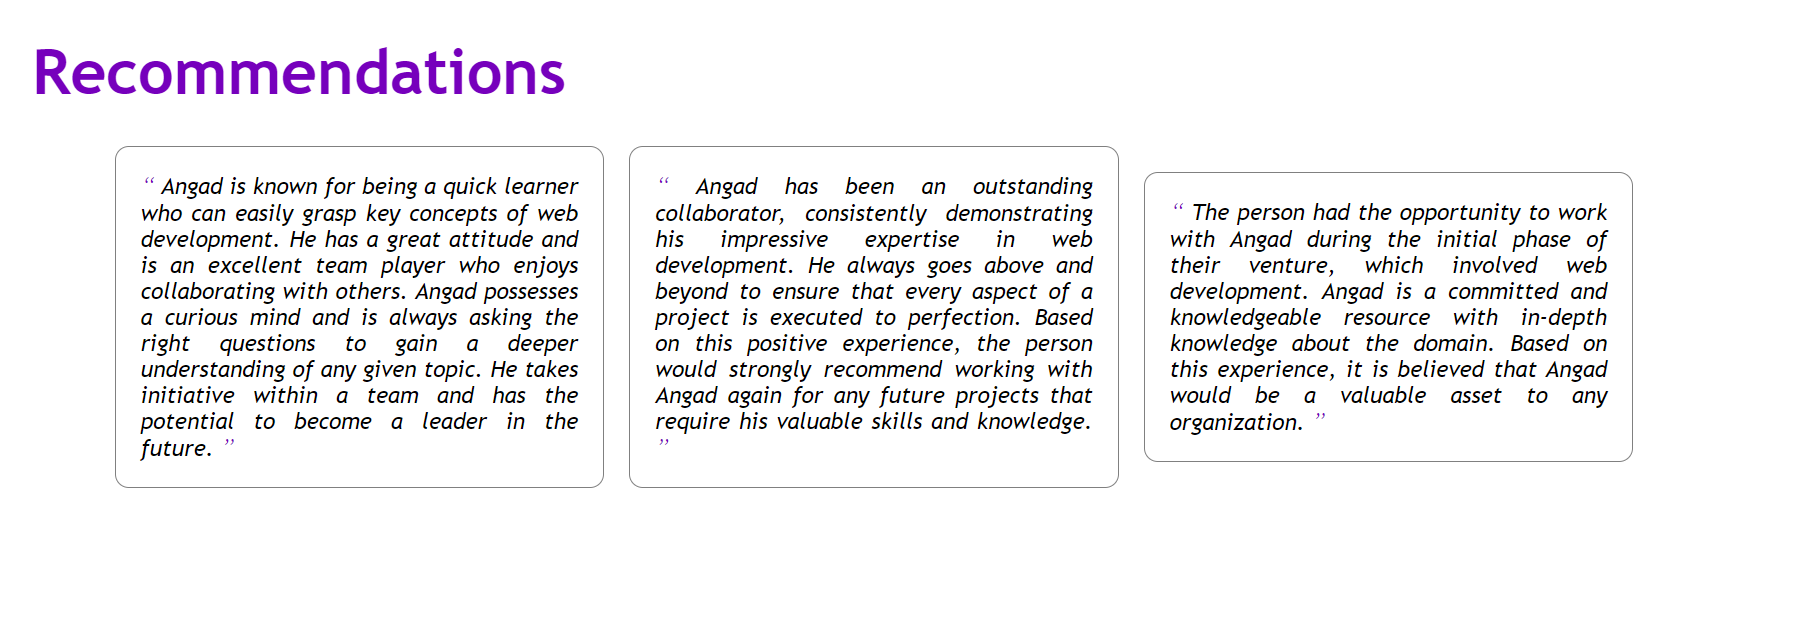 Recommendations
“ Angad is known for being a quick learner
who can easily grasp key concepts of web
development. He has a great attitude and
is an excellent team player who enjoys
collaborating with others. Angad possesses
a curious mind and is always asking the
right questions to gain a deeper
understanding of any given topic. He takes
initiative within a team and has the
potential to become a leader in the
future. ”
“ Angad has been an outstanding
collaborator, consistently demonstrating
his impressive expertise in web
development. He always goes above and
beyond to ensure that every aspect of a
project is executed to perfection. Based
on this positive experience, the person
would strongly recommend working with
Angad again for any future projects that
require his valuable skills and knowledge.
”
“ The person had the opportunity to work
with Angad during the initial phase of
their venture, which involved web
development. Angad is a committed and
knowledgeable resource with in-depth
knowledge about the domain. Based on
this experience, it is believed that Angad
would be a valuable asset to any
organization. ”